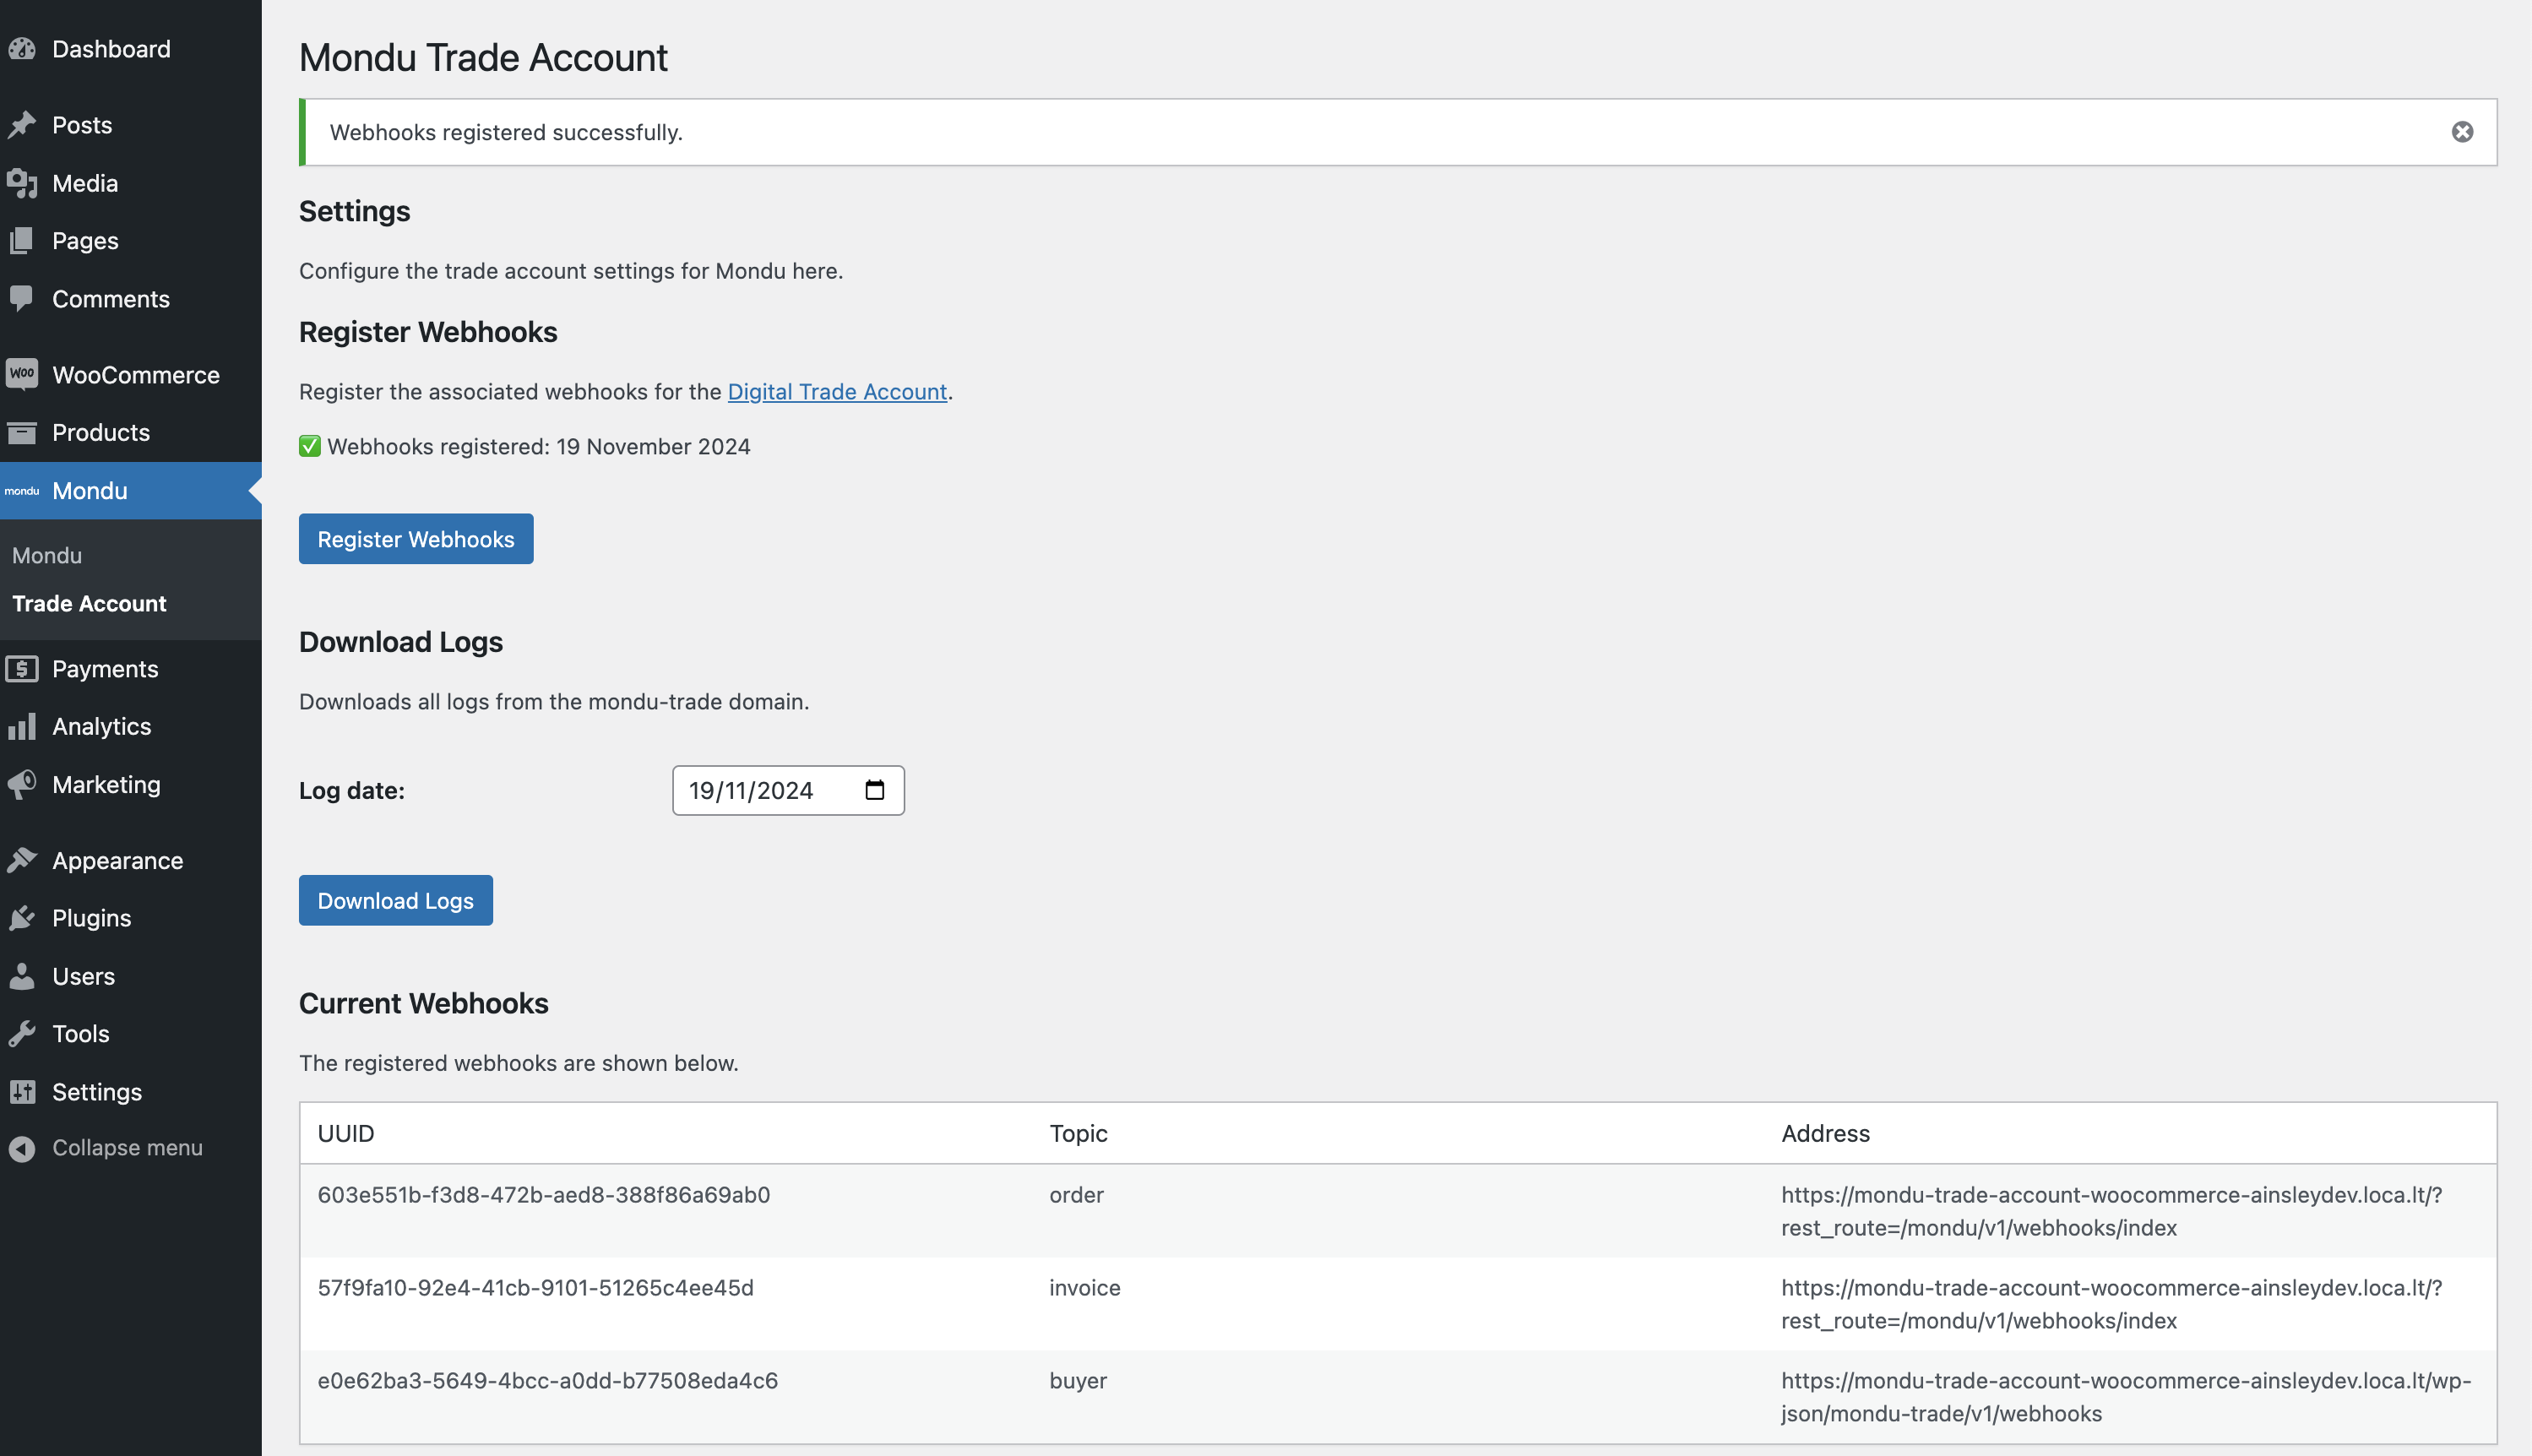 Dashboard
Posts
Media
Pages
Comments
Woo WooCommerce
Products
mondu Mondu
Mondu
Trade Account
Payments
Analytics
Marketing
Appearance
Plugins
Users
Tools
Settings
Collapse menu
Mondu Trade Account
Webhooks registered successfully.
Settings
Configure the trade account settings for Mondu here.
Register Webhooks
Register the associated webhooks for the Digital Trade Account.
✅ Webhooks registered: 19 November 2024
Register Webhooks
Download Logs
Downloads all logs from the mondu-trade domain.
Log date: 19/11/2024
Download Logs
Current Webhooks
The registered webhooks are shown below.
UUID Topic Address
603e551b-f3d8-472b-aed8-388f86a69ab0 order https://mondu-trade-account-woocommerce-ainsleydev.loca.lt/?
rest_route=/mondu/v1/webhooks/index
57f9fa10-92e4-41cb-9101-51265c4ee45d invoice https://mondu-trade-account-woocommerce-ainsleydev.loca.lt/?
rest_route=/mondu/v1/webhooks/index
e0e62ba3-5649-4bcc-a0dd-b77508eda4c6 buyer https://mondu-trade-account-woocommerce-ainsleydev.loca.lt/wp-
json/mondu-trade/v1/webhooks